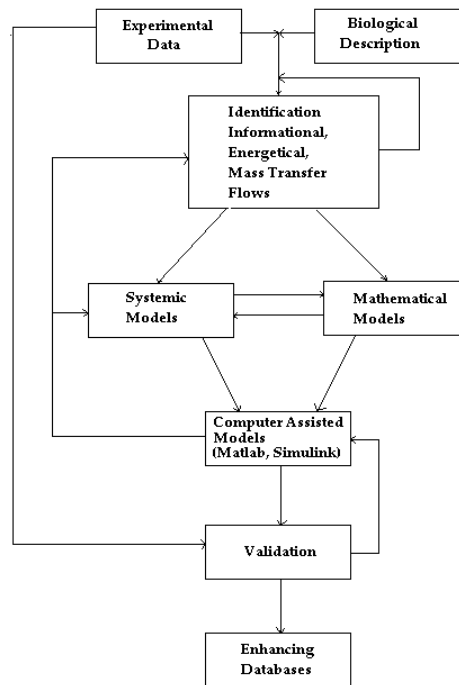 Experimental
Data
Biological
Description
Identification
Informational,
Energetical,
Mass Transfer
Flows
Systemic
Models
Mathematical
Models
Computer Assisted
Models
(Matlab, Simulink)
Validation
Enhancing
Databases